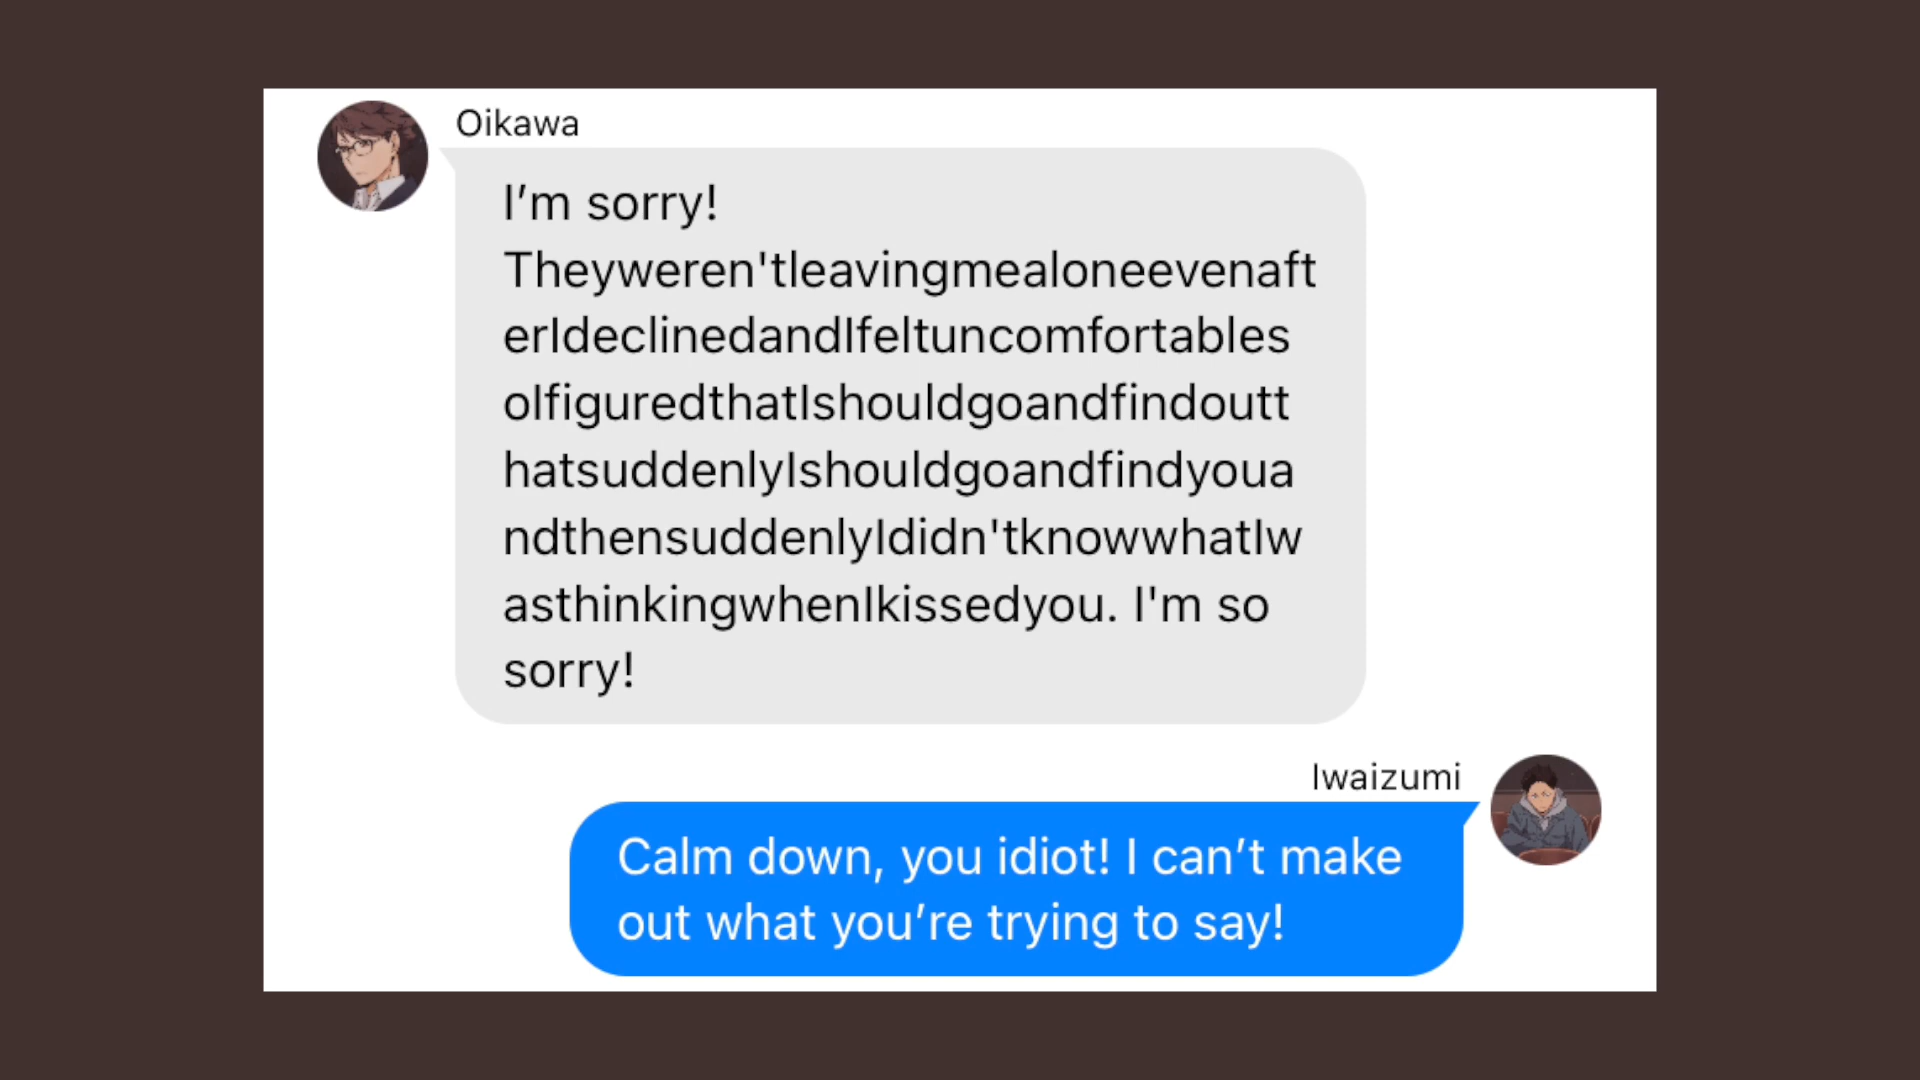 Oikawa
I’m sorry!
Theyweren'tleavingmealoneevenaft
erIdeclinedandIfeltuncomfortables
oIfiguredthatIshouldgoandfindoutt
hatsuddenlyIshouldgoandfindyoua
ndthensuddenlyIdidn'tknowwhatIw
asthinkingwhenIkissedyou. I'm so
sorry!
Iwaizumi
Calm down, you idiot! I can’t make
out what you’re trying to say!